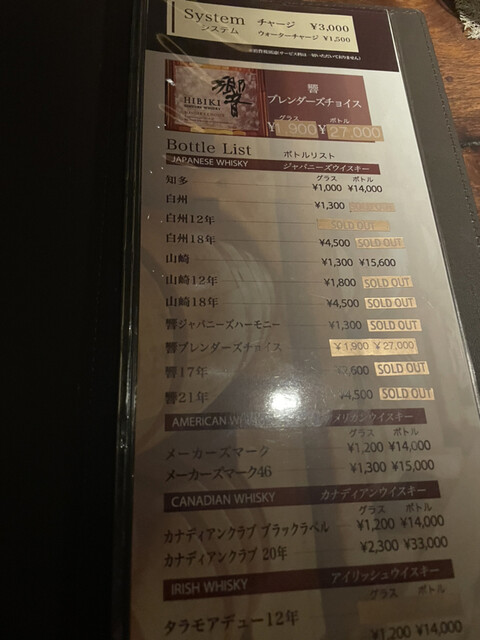 System チャージ ¥3,000
システム ウォーターチャージ ¥1,500
響
HIBIKI
響
ブレンダーズチョイス
グラス ボトル
¥1,900 ¥27,000
Bottle List ボトルリスト
JAPANESE WHISKY ジャパニーズウイスキー
グラス ボトル
知多 ¥1,000 ¥14,000
白州 ¥1,300 SOLD OUT
白州12年 SOLD OUT
白州18年 ¥4,500 SOLD OUT
山崎 ¥1,300 ¥15,600
山崎12年 ¥1,800 SOLD OUT
山崎18年 ¥4,500 SOLD OUT
響ジャパニーズハーモニー ¥1,300 SOLD OUT
響ブレンダーズチョイス ¥1,900 ¥27,000
響17年 ,600 SOLD OUT
響21年 ¥4,500 SOLD OUT
AMERICAN メリカンウイスキー
グラス ボトル
メーカーズマーク ¥1,200 ¥14,000
メーカーズマーク46 ¥1,300 ¥15,000
CANADIAN WHISKY カナディアンウイスキー
グラス ボトル
カナディアンクラブ ブラックラベル ¥1,200 ¥14,000
カナディアンクラブ 20年 ¥2,300 ¥33,000
IRISH WHISKY アイリッシュウイスキー
グラス ボトル
タラモアデュー12年 ¥1,200 ¥14,000